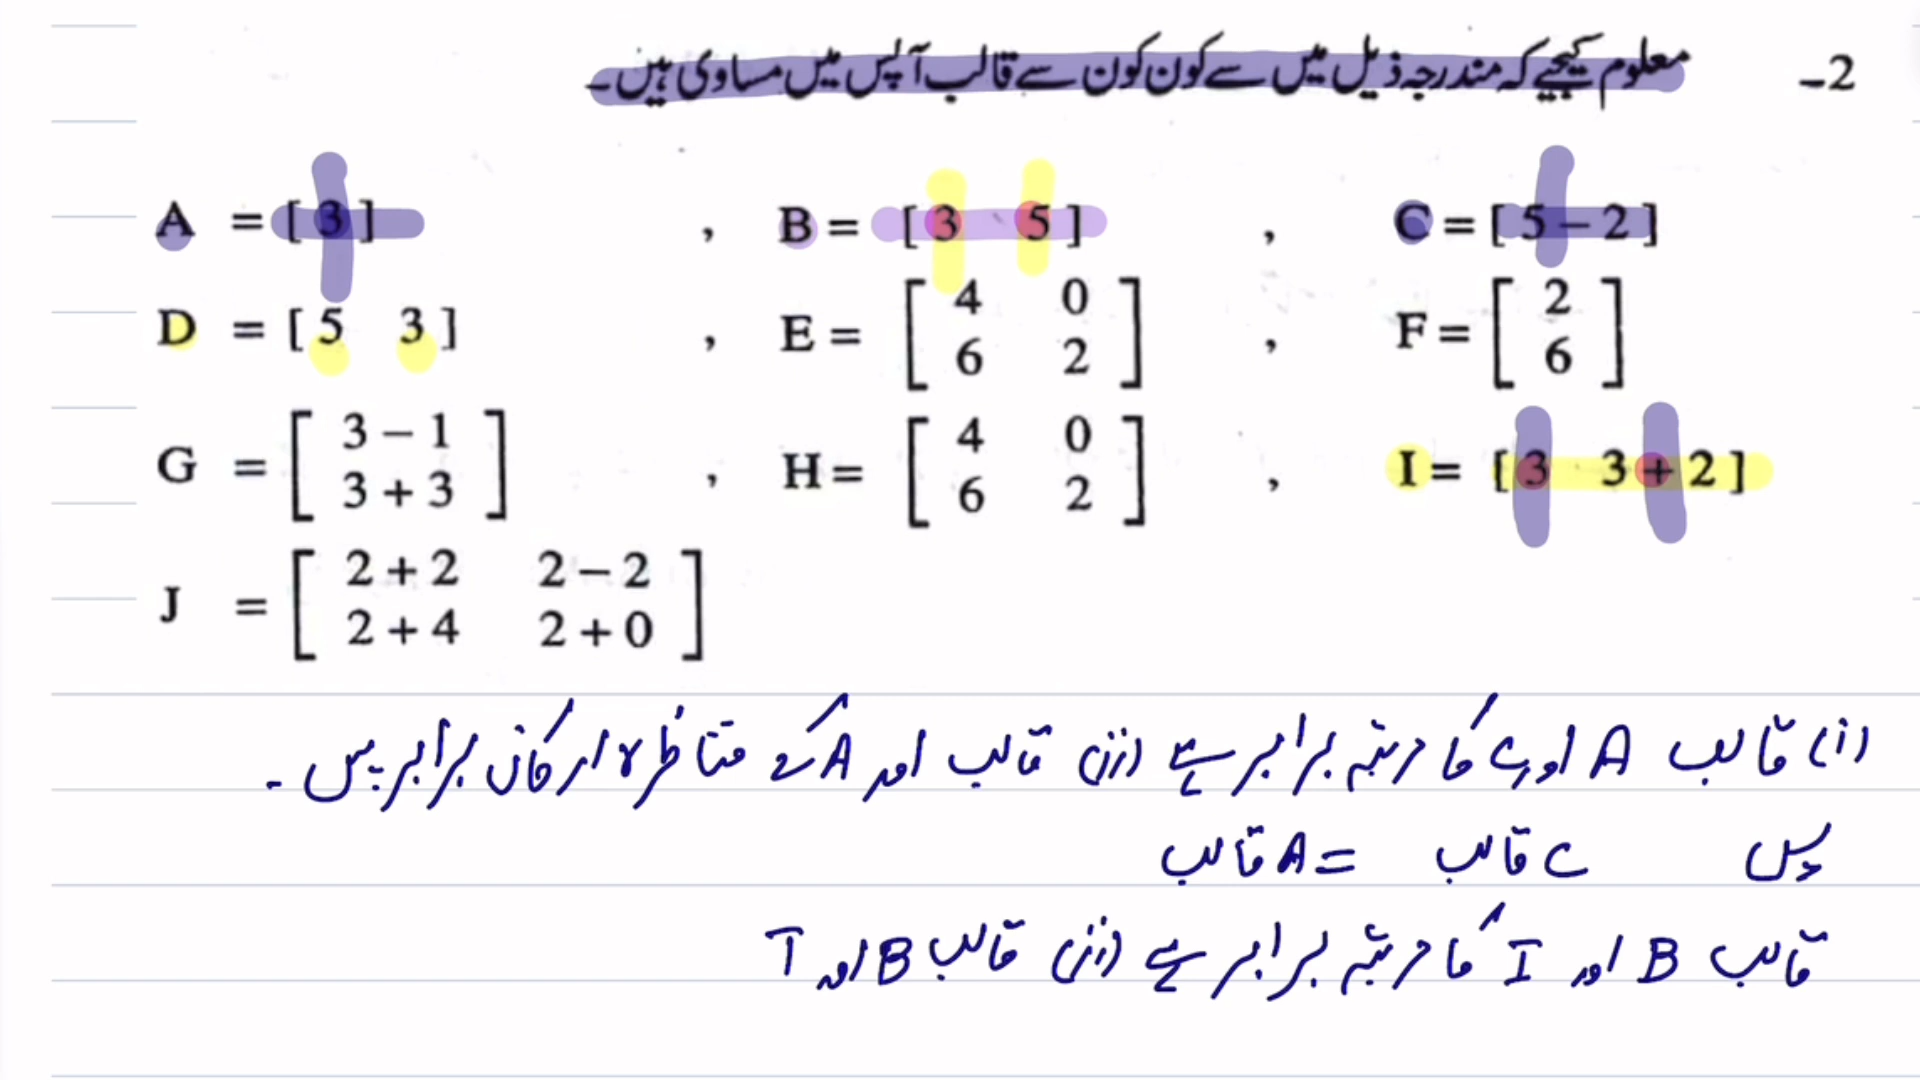 2- معلوم کیجیے کہ مندرجہ ذیل میں سے کون کون سے قالب آپس میں مساوی ہیں۔
A = [ 3 ] , B = [ 3 5 ] , C = [ 5 – 2 ]
D = [ 5 3 ] , E = [ 4 0 , F = [ 2
6 2 ] 6 ]
G = [ 3 – 1 , H = [ 4 0 , I = [ 3 3 + 2 ]
3 + 3 ] 6 2 ]
J = [ 2 + 2 2 – 2
2 + 4 2 + 0 ]
(i) قالب A اور C کا مرتبہ برابر ہے (ii) قالب اور A کے متناظرہ ارکان برابر ہیں ۔
پس C قالب = A قالب
قالب B اور I کا مرتبہ برابر ہے (ii) قالب B اور I